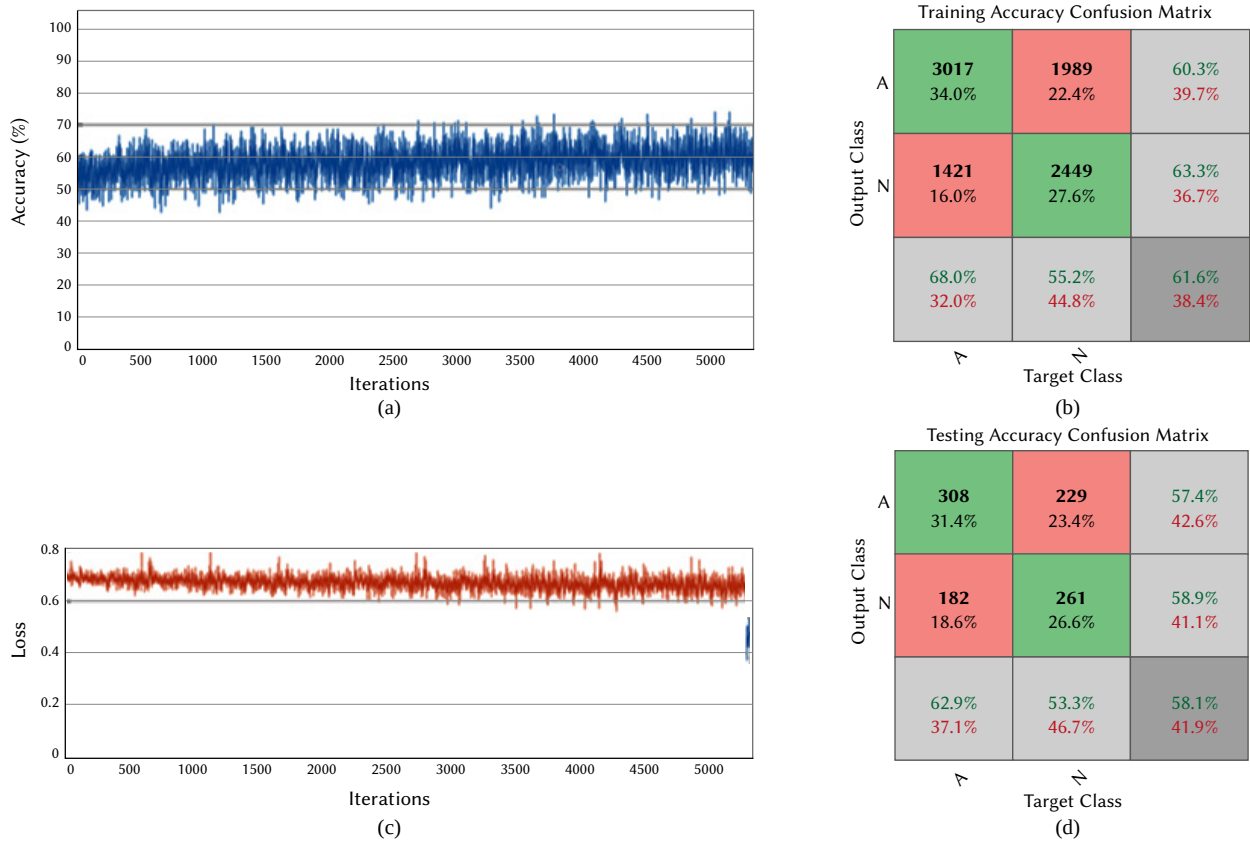 100
90
80
70
60
50
40
30
20
10
0
Accuracy (%)
0 500 1000 1500 2000 2500 3000 3500 4000 4500 5000
Iterations
(a)
Training Accuracy Confusion Matrix
Output Class
A
3017
34.0%
1989
22.4%
60.3%
39.7%
N
1421
16.0%
2449
27.6%
63.3%
36.7%
68.0%
32.0%
55.2%
44.8%
61.6%
38.4%
A N
Target Class
(b)
0.8
0.6
0.4
0.2
0
Loss
0 500 1000 1500 2000 2500 3000 3500 4000 4500 5000
Iterations
(c)
Testing Accuracy Confusion Matrix
Output Class
A
308
31.4%
229
23.4%
57.4%
42.6%
N
182
18.6%
261
26.6%
58.9%
41.1%
62.9%
37.1%
53.3%
46.7%
58.1%
41.9%
A N
Target Class
(d)